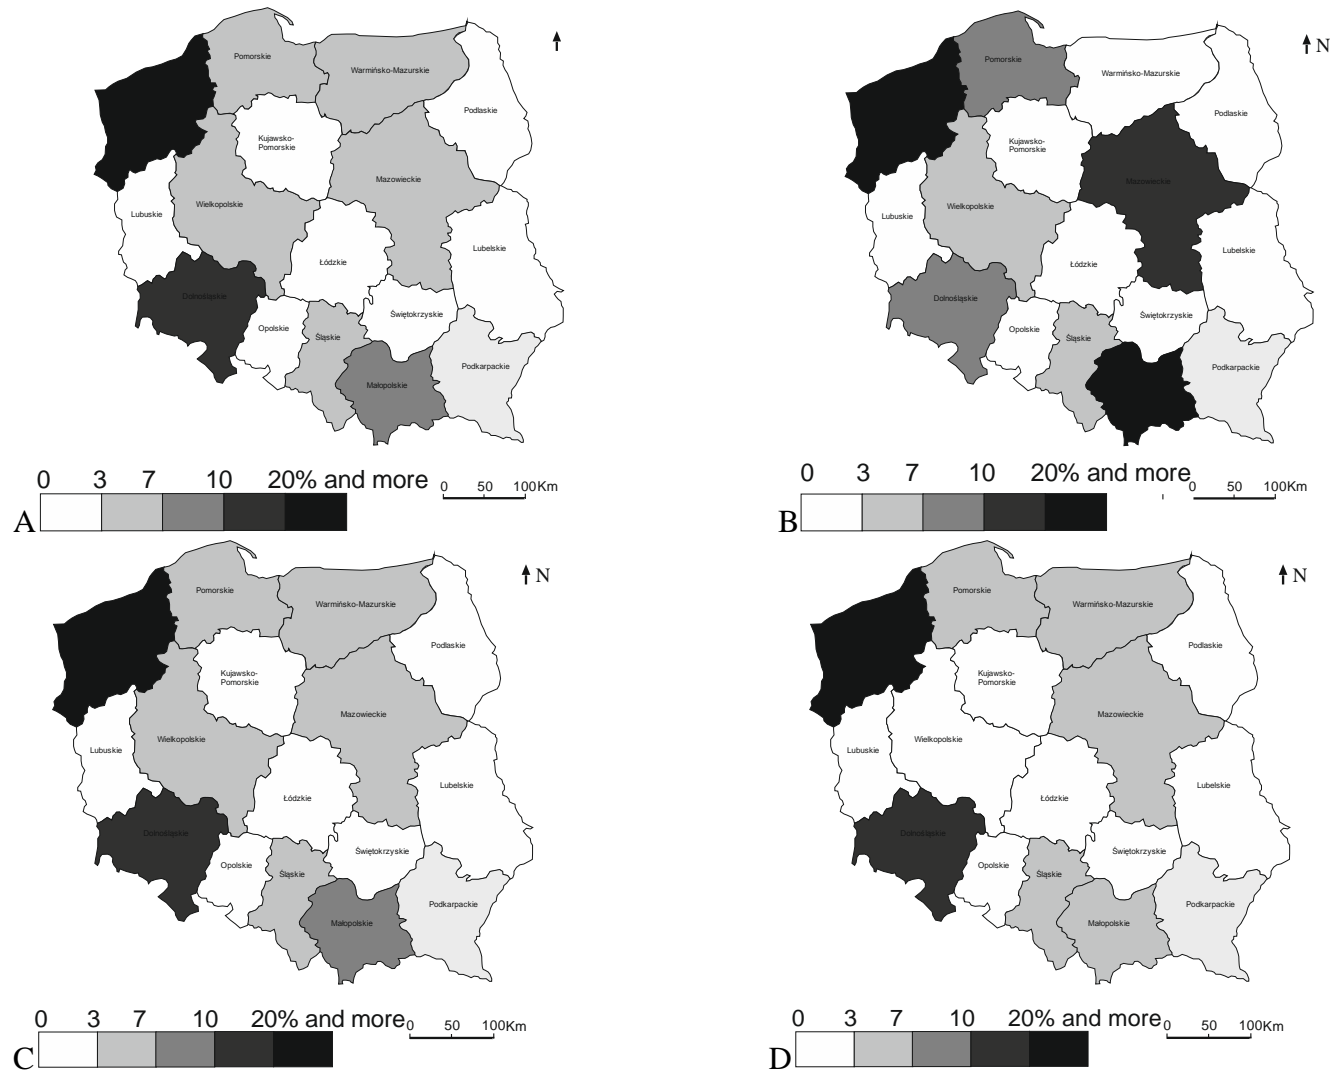 Pomorskie
Warmińsko-Mazurskie
Podlaskie
Kujawsko-
Pomorskie
Mazowieckie
Wielkopolskie
Lubuskie
Lubelskie
Łódzkie
Dolnośląskie
Świętokrzyskie
Opolskie
Śląskie
Podkarpackie
Małopolskie
0 3 7 10 20% and more
0 50 100Km
A
N
Pomorskie
Warmińsko-Mazurskie
Podlaskie
Kujawsko-
Pomorskie
Mazowieckie
Wielkopolskie
Lubuskie
Lubelskie
Łódzkie
Dolnośląskie
Świętokrzyskie
Opolskie
Śląskie
Podkarpackie
0 3 7 10 20% and more
0 50 100Km
B
N
Pomorskie
Warmińsko-Mazurskie
Podlaskie
Kujawsko-
Pomorskie
Mazowieckie
Wielkopolskie
Lubuskie
Lubelskie
Łódzkie
Dolnośląskie
Świętokrzyskie
Opolskie
Śląskie
Podkarpackie
Małopolskie
0 3 7 10 20% and more
0 50 100Km
C
N
Pomorskie
Warmińsko-Mazurskie
Podlaskie
Kujawsko-
Pomorskie
Mazowieckie
Wielkopolskie
Lubuskie
Lubelskie
Łódzkie
Dolnośląskie
Świętokrzyskie
Opolskie
Śląskie
Podkarpackie
Małopolskie
0 3 7 10 20% and more
0 50 100Km
D